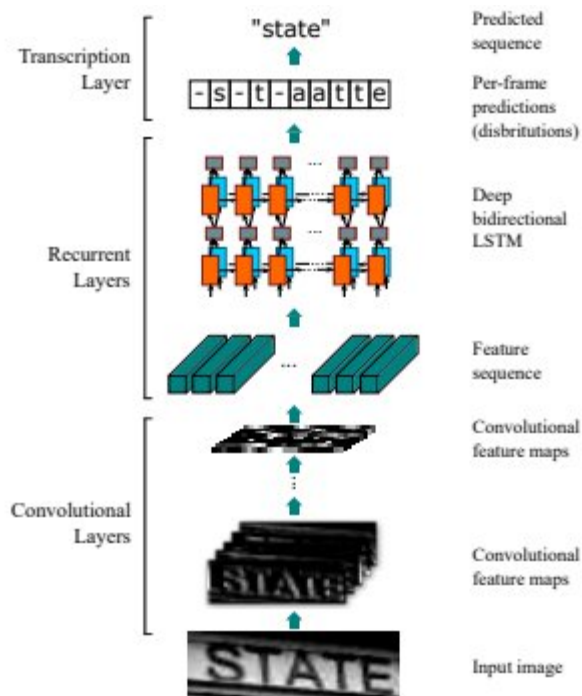 "state"
Predicted
sequence
Transcription
Layer
- s - t - a a t t e
Per-frame
predictions
(disbritutions)
...
...
Deep
bidirectional
LSTM
Recurrent
Layers
...
Feature
sequence
Convolutional
feature maps
Convolutional
Layers
STATE
Convolutional
feature maps
STATE
Input image